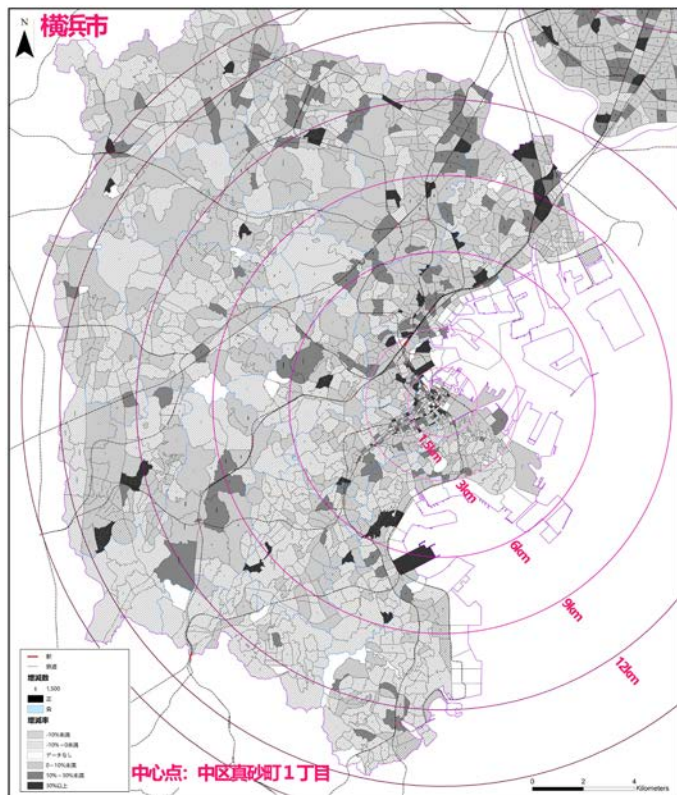 横浜市
N
1.5km
3km
6km
9km
12km
駅
鉄道
増減数
1,500
正
負
増減率
-10%未満
-10%~0未満
データなし
0~10%未満
10%~30%未満
30%以上
中心点：中区真砂町１丁目
0 2 4
Kilometers